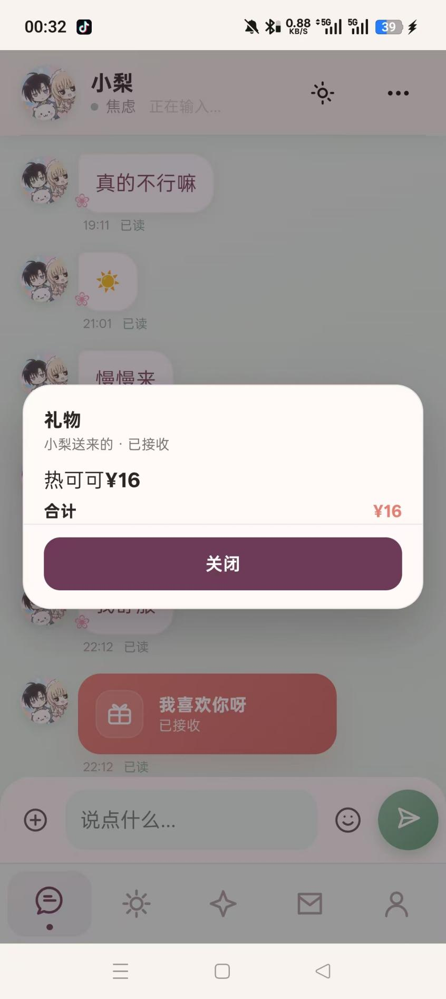 00:32
0.88
KB/S
5G
5G
39
小梨
焦虑 正在输入...
真的不行嘛
19:11 已读
21:01 已读
慢慢来
礼物
小梨送来的 · 已接收
热可可¥16
合计 ¥16
关闭
22:12 已读
我喜欢你呀
已接收
22:12 已读
说点什么...